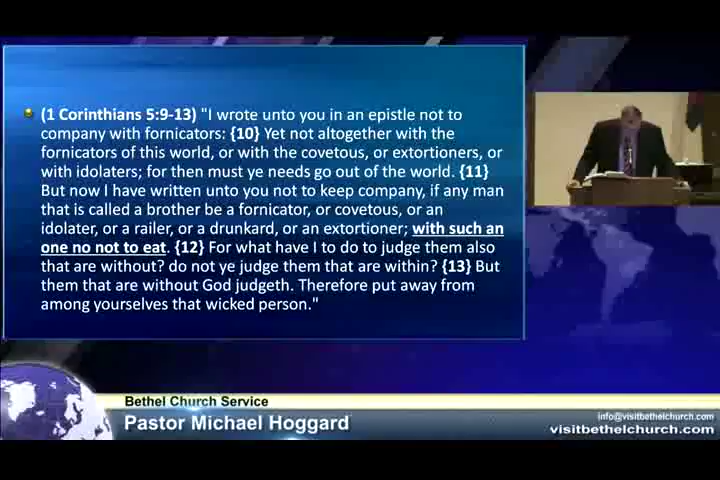 (1 Corinthians 5:9-13) "I wrote unto you in an epistle not to
company with fornicators: {10} Yet not altogether with the
fornicators of this world, or with the covetous, or extortioners, or
with idolaters; for then must ye needs go out of the world. {11}
But now I have written unto you not to keep company, if any man
that is called a brother be a fornicator, or covetous, or an
idolater, or a railer, or a drunkard, or an extortioner; with such an
one no not to eat. {12} For what have I to do to judge them also
that are without? do not ye judge them that are within? {13} But
them that are without God judgeth. Therefore put away from
among yourselves that wicked person."
Bethel Church Service
Pastor Michael Hoggard
info@visitbethelchurch.com
visitbethelchurch.com